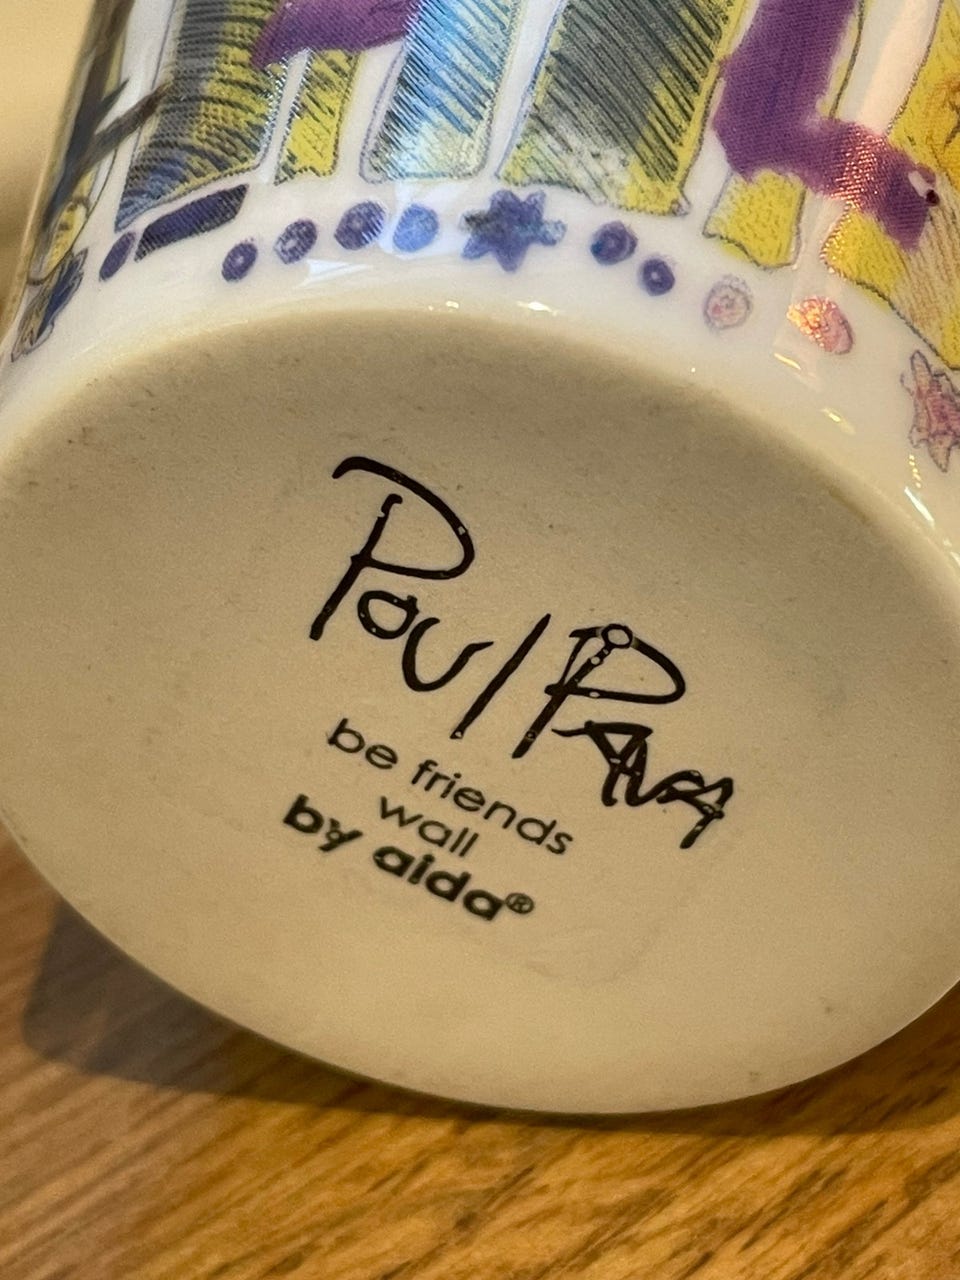 Poul Pava
be friends
wall
by aida®